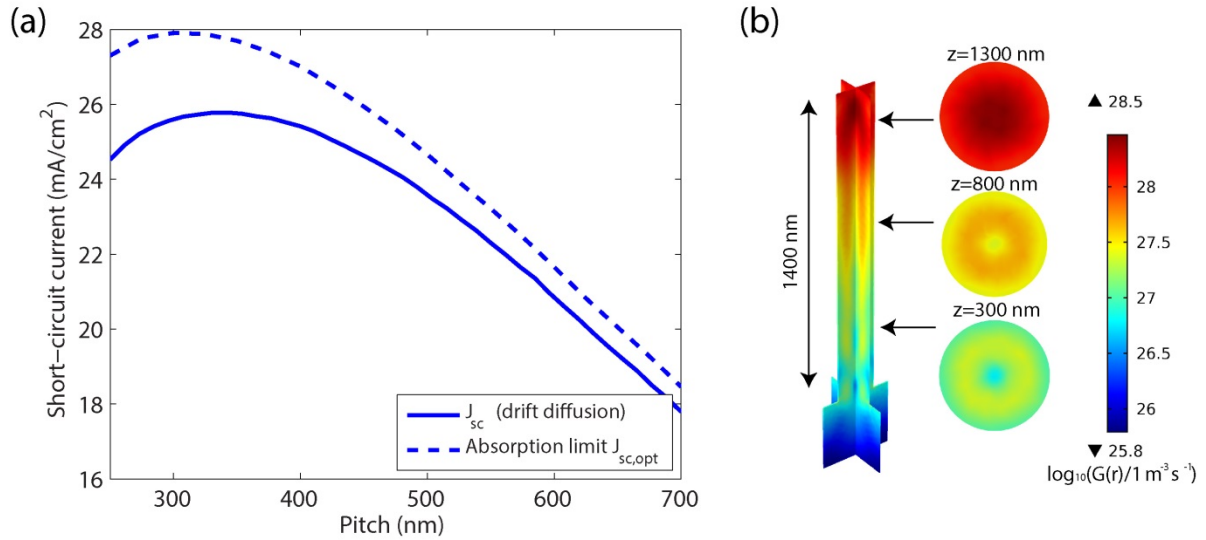 (a)
28
26
24
22
20
18
16
300
400
500
600
700
Short-circuit current (mA/cm²)
Pitch (nm)
J_sc (drift diffusion)
Absorption limit J_sc,opt
(b)
1400 nm
z=1300 nm
z=800 nm
z=300 nm
▲ 28.5
28
27.5
27
26.5
26
▼ 25.8
log₁₀(G(r)/1 m⁻³ s⁻¹)